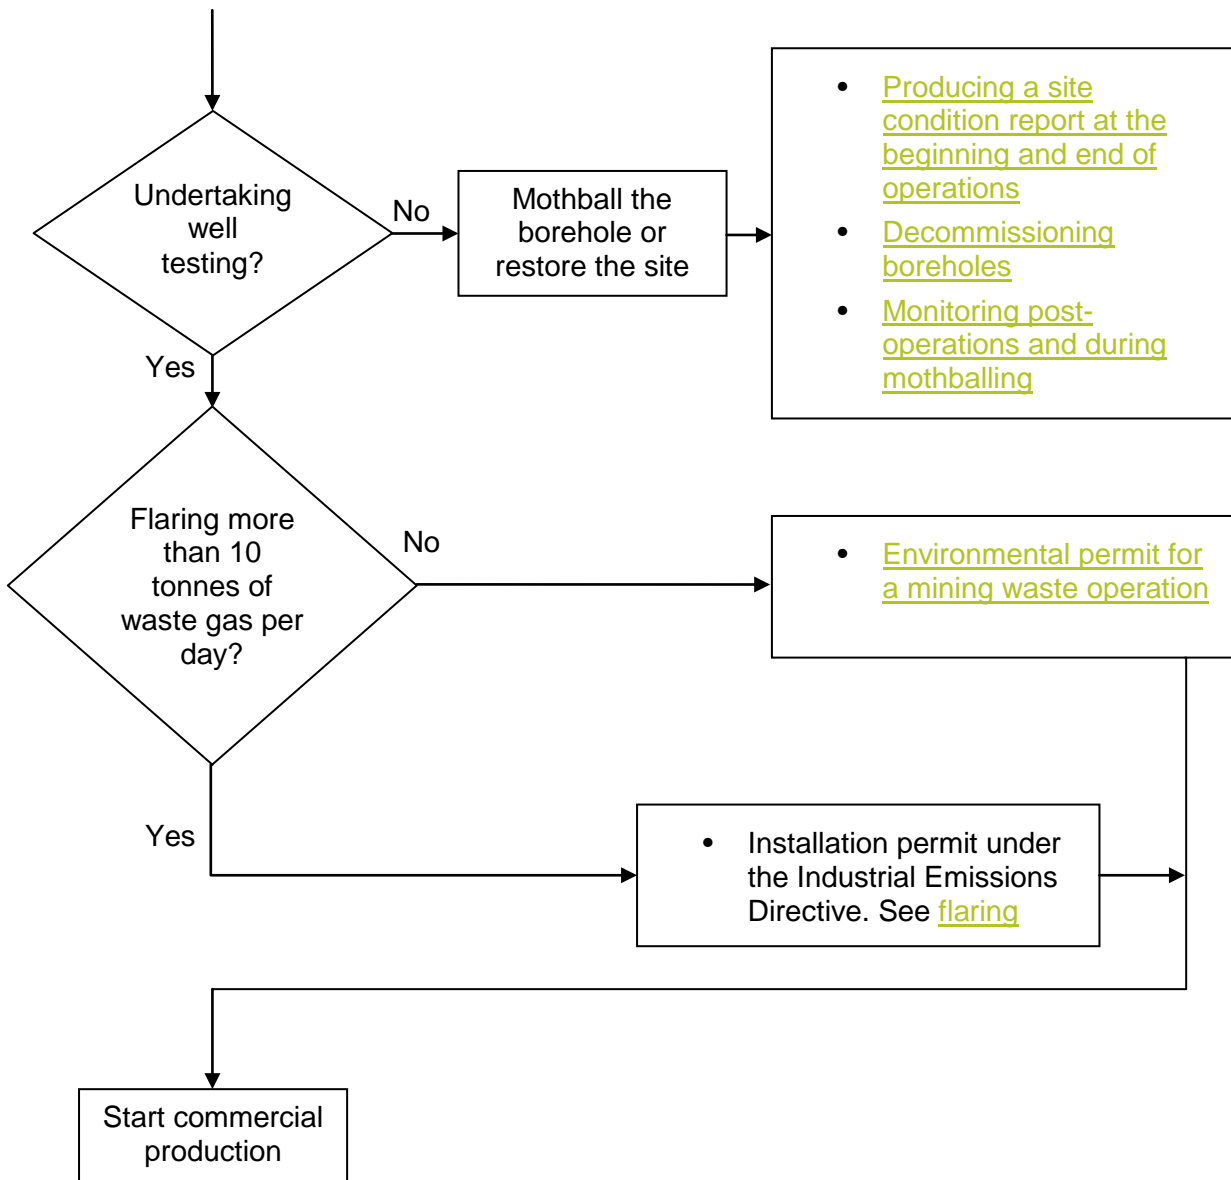 Undertaking
well
testing?
No
Mothball the
borehole or
restore the site
• Producing a site
condition report at the
beginning and end of
operations
• Decommissioning
boreholes
• Monitoring post-
operations and during
mothballing
Yes
Flaring more
than 10
tonnes of
waste gas per
day?
No
• Environmental permit for
a mining waste operation
Yes
• Installation permit under
the Industrial Emissions
Directive. See flaring
Start commercial
production